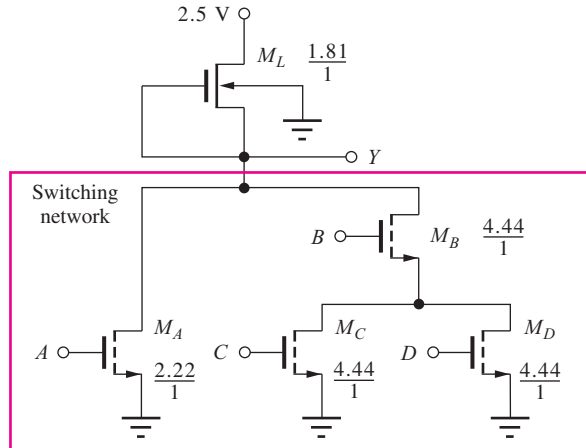 2.5 V
M_L 1.81/1
Y
Switching
network
B M_B 4.44/1
A M_A 2.22/1
C M_C 4.44/1
D M_D 4.44/1